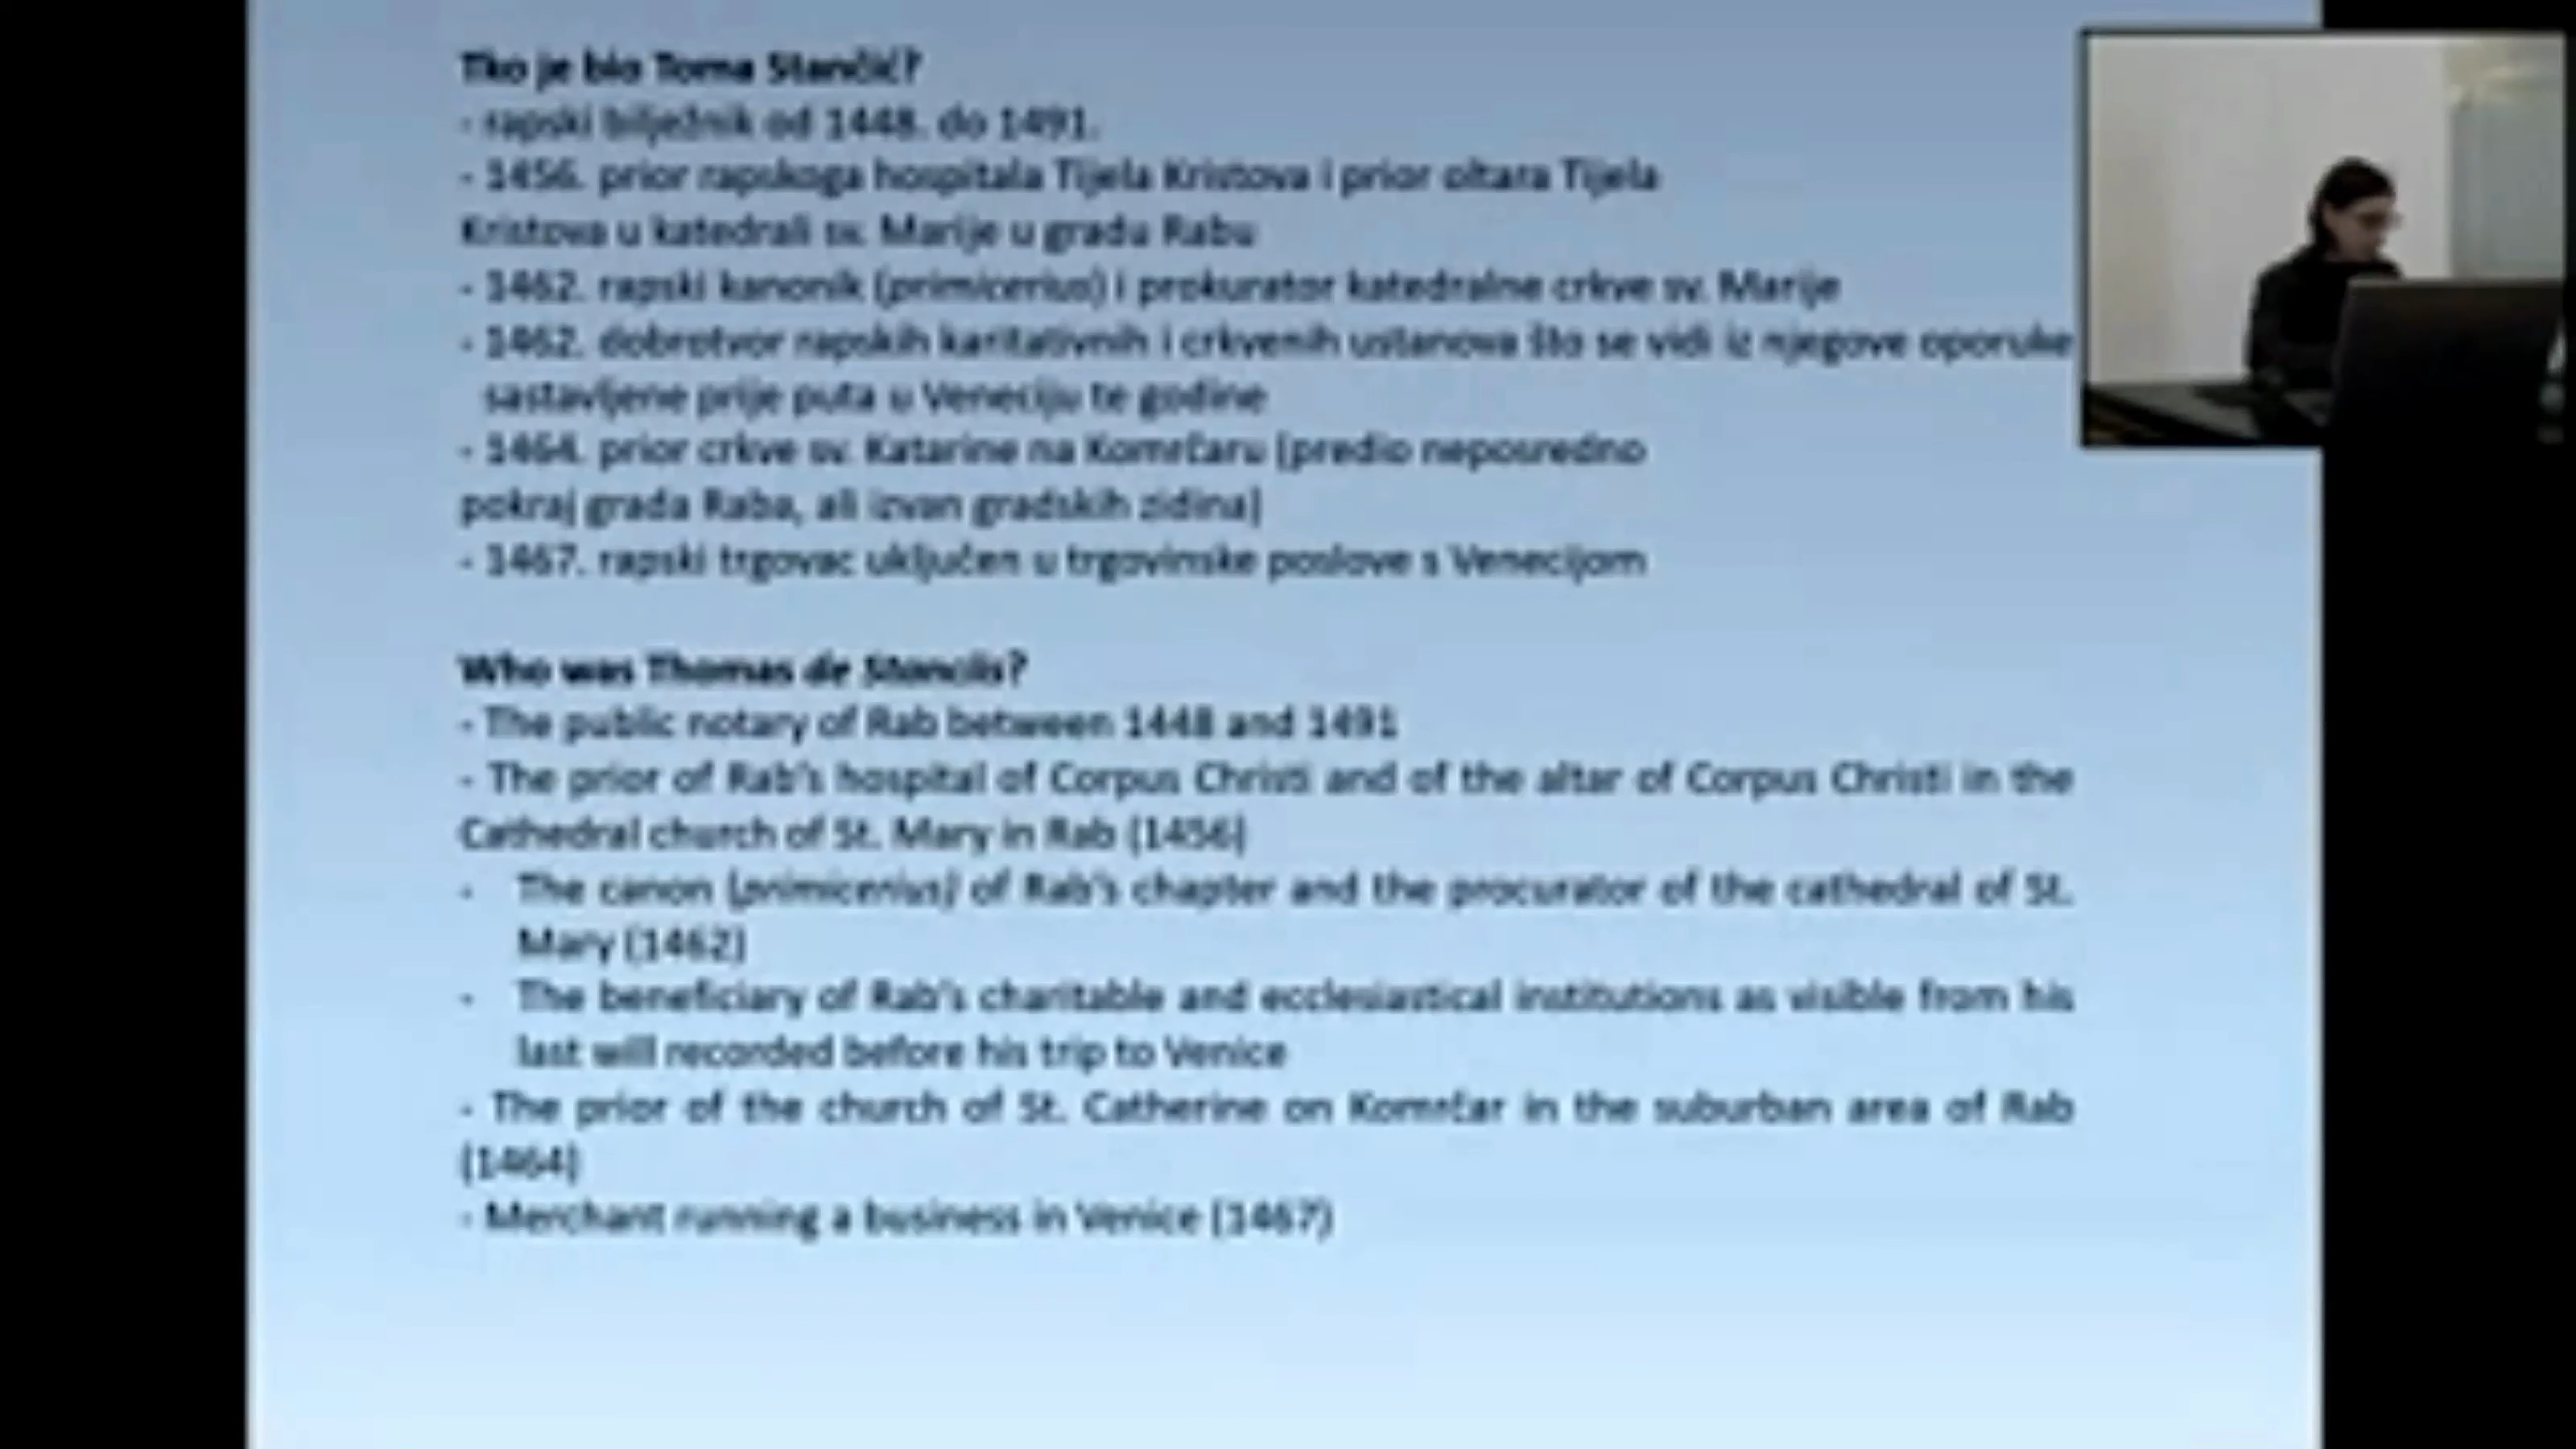 Tko je bio Toma Stančić?
- rapski bilježnik od 1448. do 1491.
- 1456. prior rapskoga hospitala Tijela Kristova i prior oltara Tijela
Kristova u katedrali sv. Marije u gradu Rabu
- 1462. rapski kanonik (primicerius) i prokurator katedralne crkve sv. Marije
- 1462. dobrotvor rapskih karitativnih i crkvenih ustanova što se vidi iz njegove oporuke
sastavljene prije puta u Veneciju te godine
- 1464. prior crkve sv. Katarine na Komrčaru (predio neposredno
pokraj grada Raba, ali izvan gradskih zidina)
- 1467. rapski trgovac uključen u trgovinske poslove s Venecijom
Who was Thomas de Stanciis?
- The public notary of Rab between 1448 and 1491
- The prior of Rab's hospital of Corpus Christi and of the altar of Corpus Christi in the
Cathedral church of St. Mary in Rab (1456)
- The canon (primicerius) of Rab's chapter and the procurator of the cathedral of St.
Mary (1462)
- The beneficiary of Rab's charitable and ecclesiastical institutions as visible from his
last will recorded before his trip to Venice
- The prior of the church of St. Catherine on Komrčar in the suburban area of Rab
(1464)
- Merchant running a business in Venice (1467)